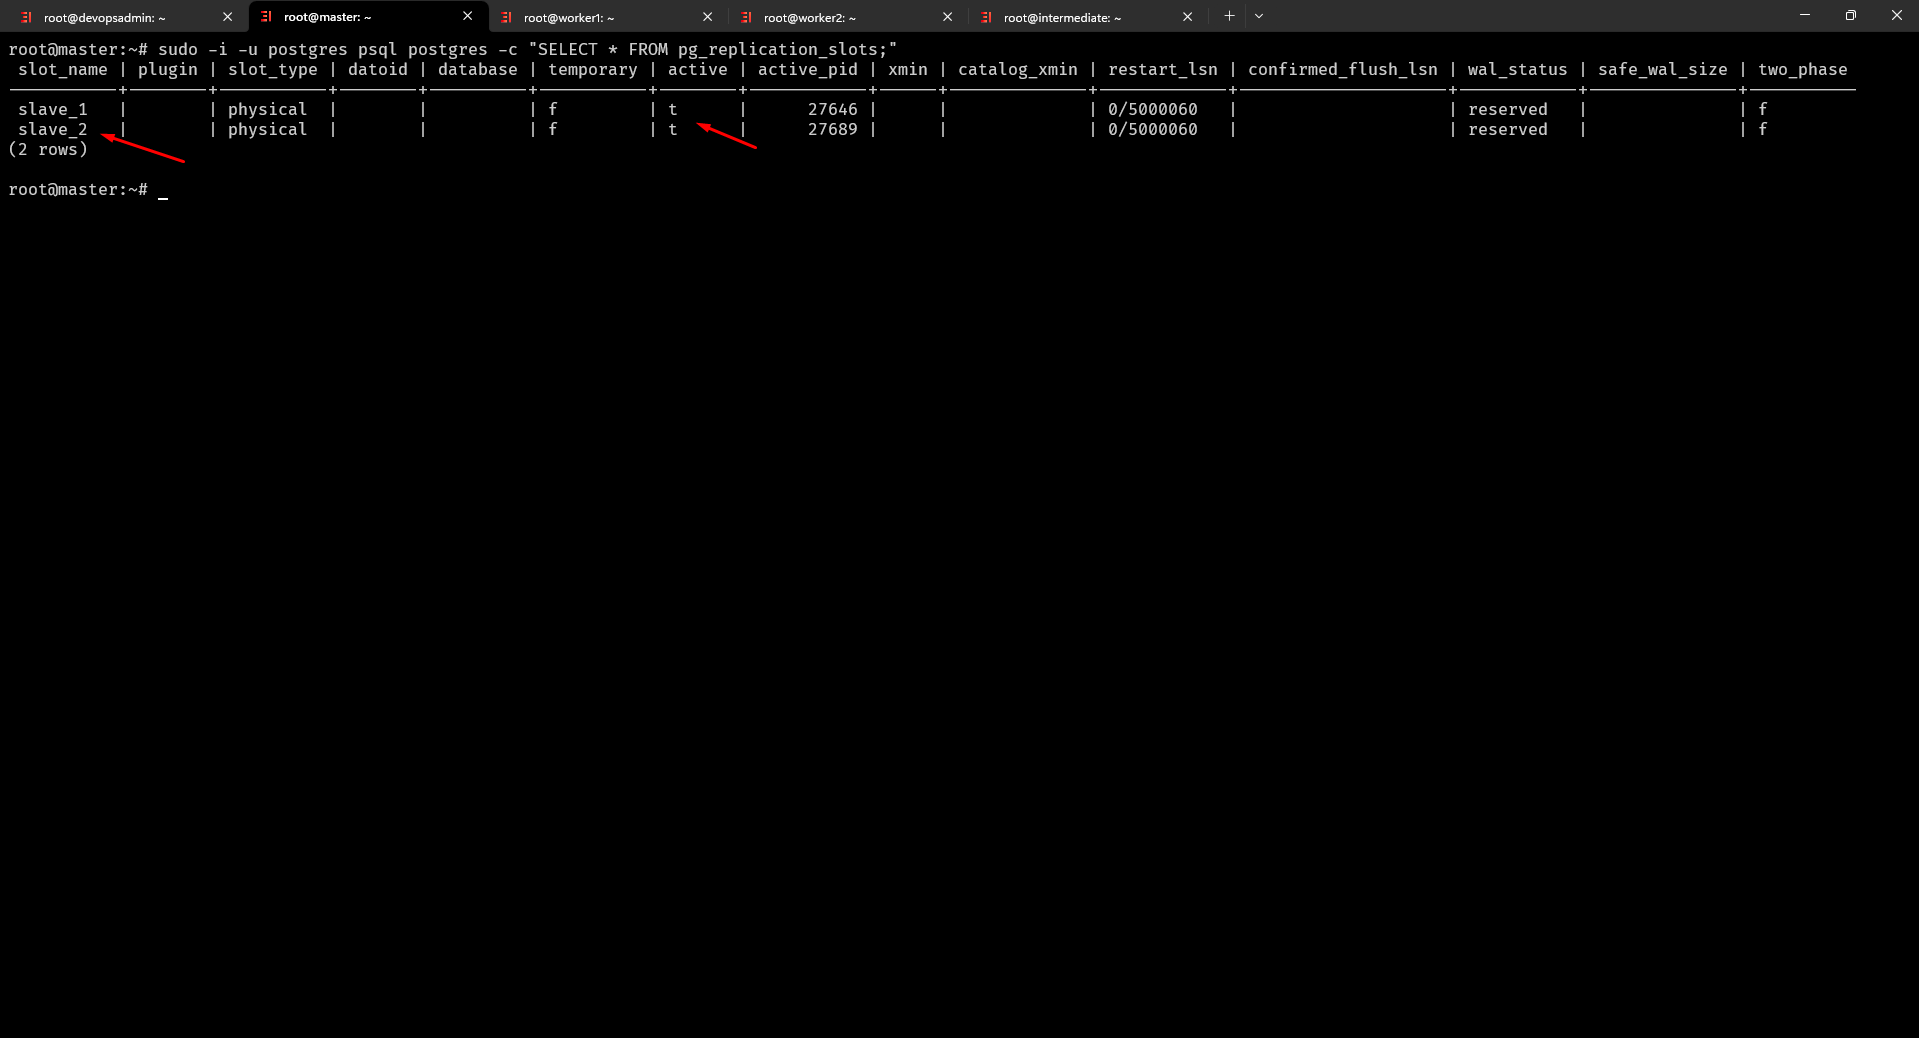 root@devopsadmin: ~ root@master: ~ root@worker1: ~ root@worker2: ~ root@intermediate: ~
root@master:~# sudo -i -u postgres psql postgres -c "SELECT * FROM pg_replication_slots;"
 slot_name | plugin | slot_type | datoid | database | temporary | active | active_pid | xmin | catalog_xmin | restart_lsn | confirmed_flush_lsn | wal_status | safe_wal_size | two_phase
-----------+--------+-----------+--------+----------+-----------+--------+------------+------+--------------+-------------+---------------------+------------+---------------+-----------
 slave_1   |        | physical  |        |          | f         | t      |      27646 |      |              | 0/5000060   |                     | reserved   |               | f
 slave_2   |        | physical  |        |          | f         | t      |      27689 |      |              | 0/5000060   |                     | reserved   |               | f
(2 rows)
root@master:~# _